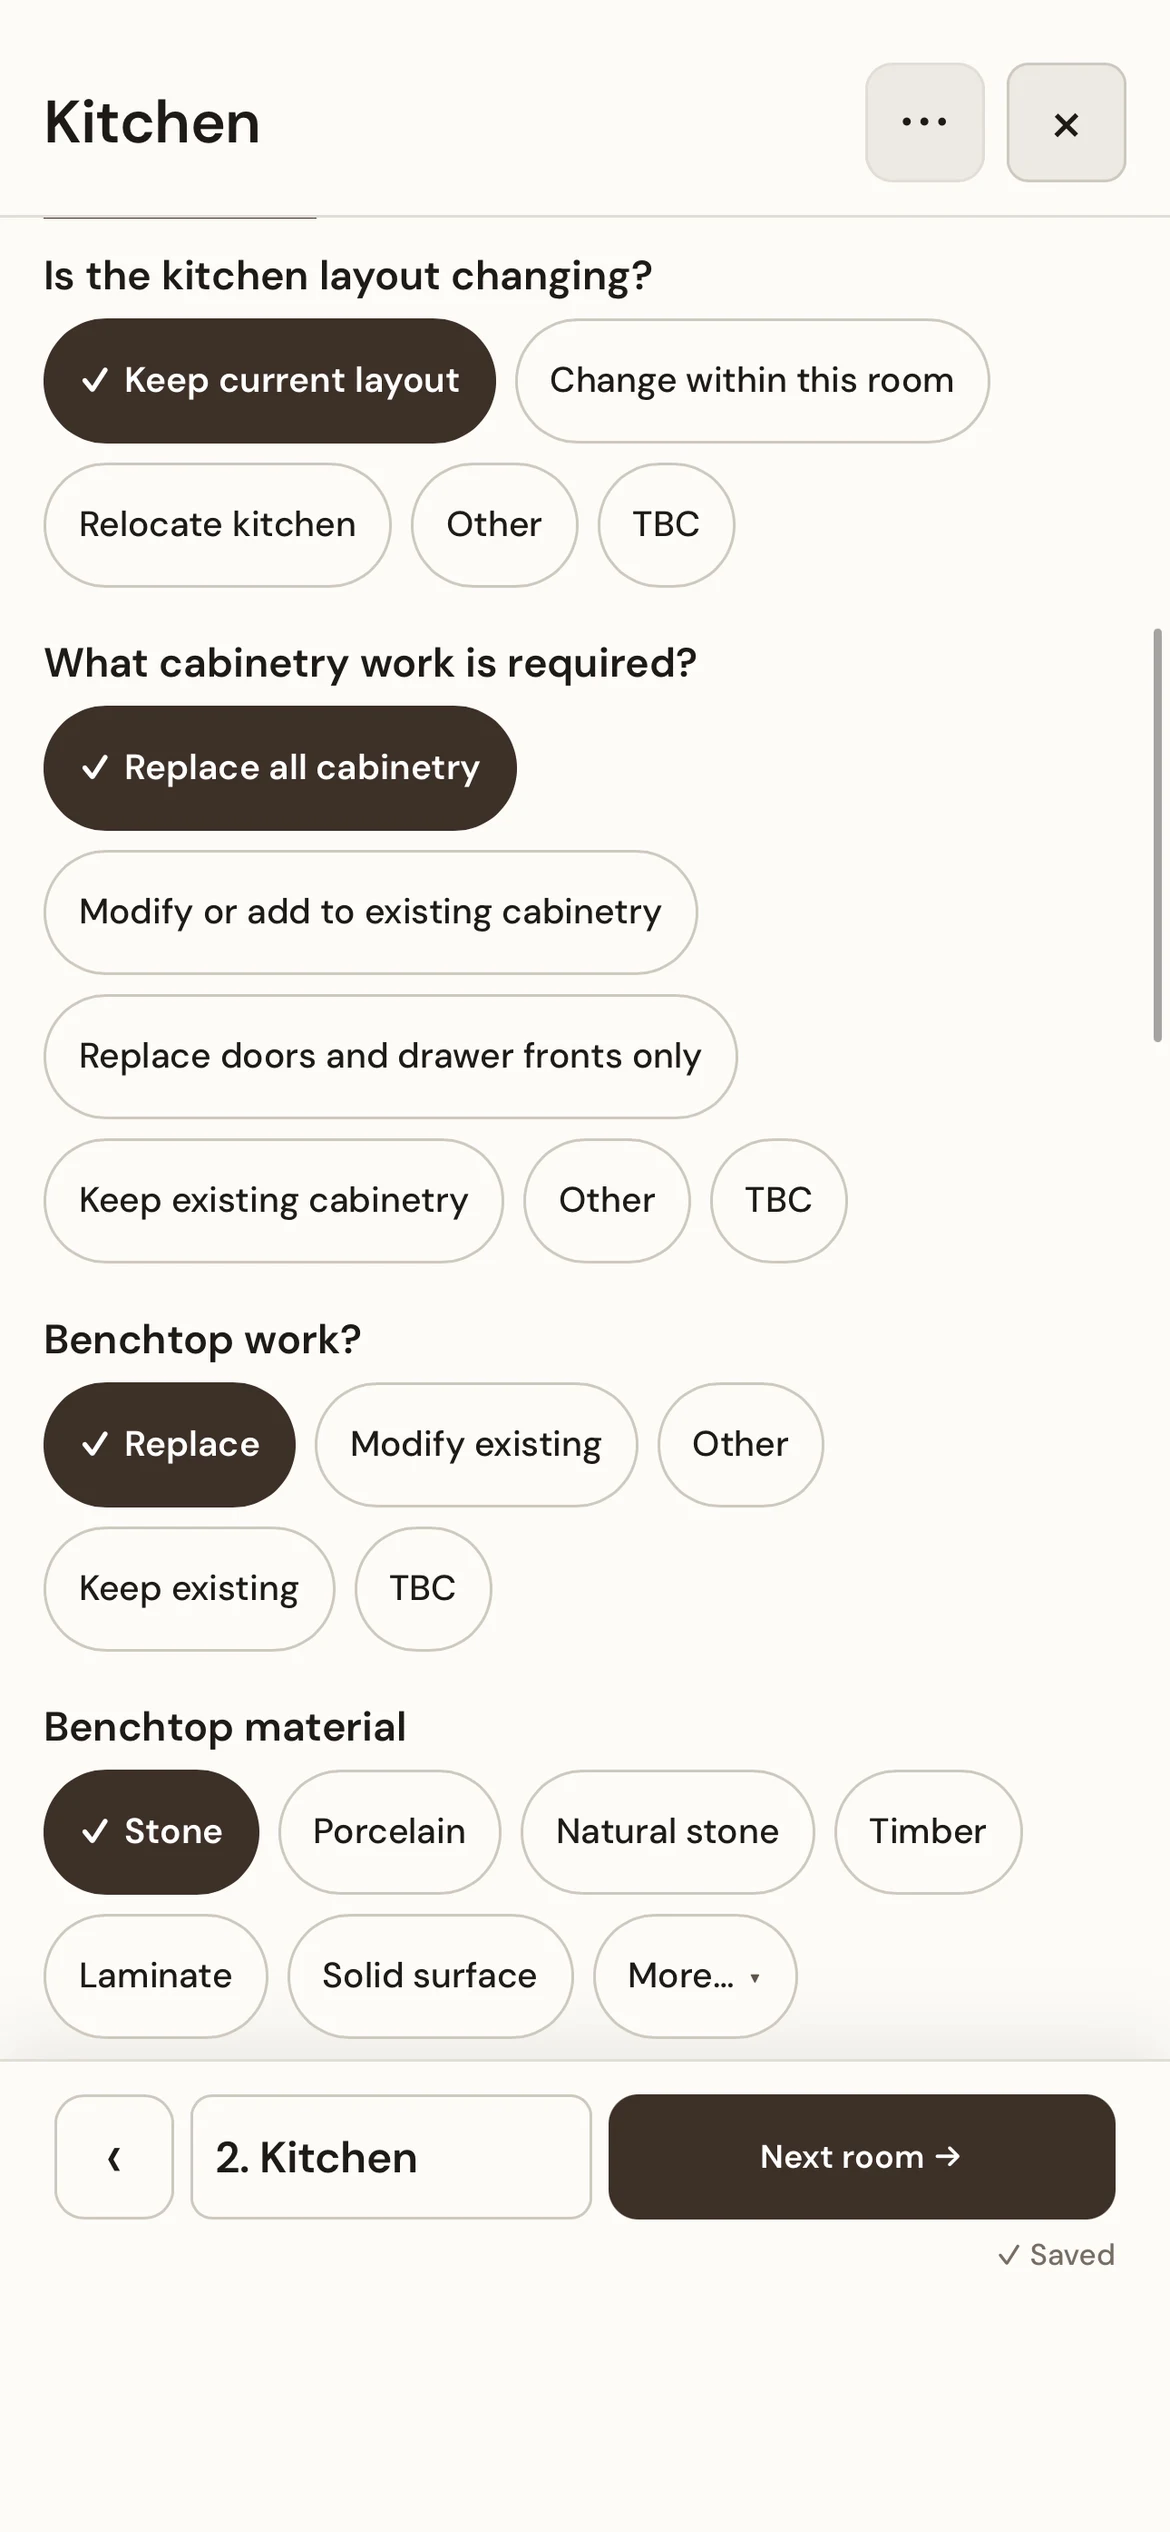 Kitchen
... ×
Is the kitchen layout changing?
✓ Keep current layout
Change within this room
Relocate kitchen
Other
TBC
What cabinetry work is required?
✓ Replace all cabinetry
Modify or add to existing cabinetry
Replace doors and drawer fronts only
Keep existing cabinetry
Other
TBC
Benchtop work?
✓ Replace
Modify existing
Other
Keep existing
TBC
Benchtop material
✓ Stone
Porcelain
Natural stone
Timber
Laminate
Solid surface
More... ▾
‹
2. Kitchen
Next room →
✓ Saved